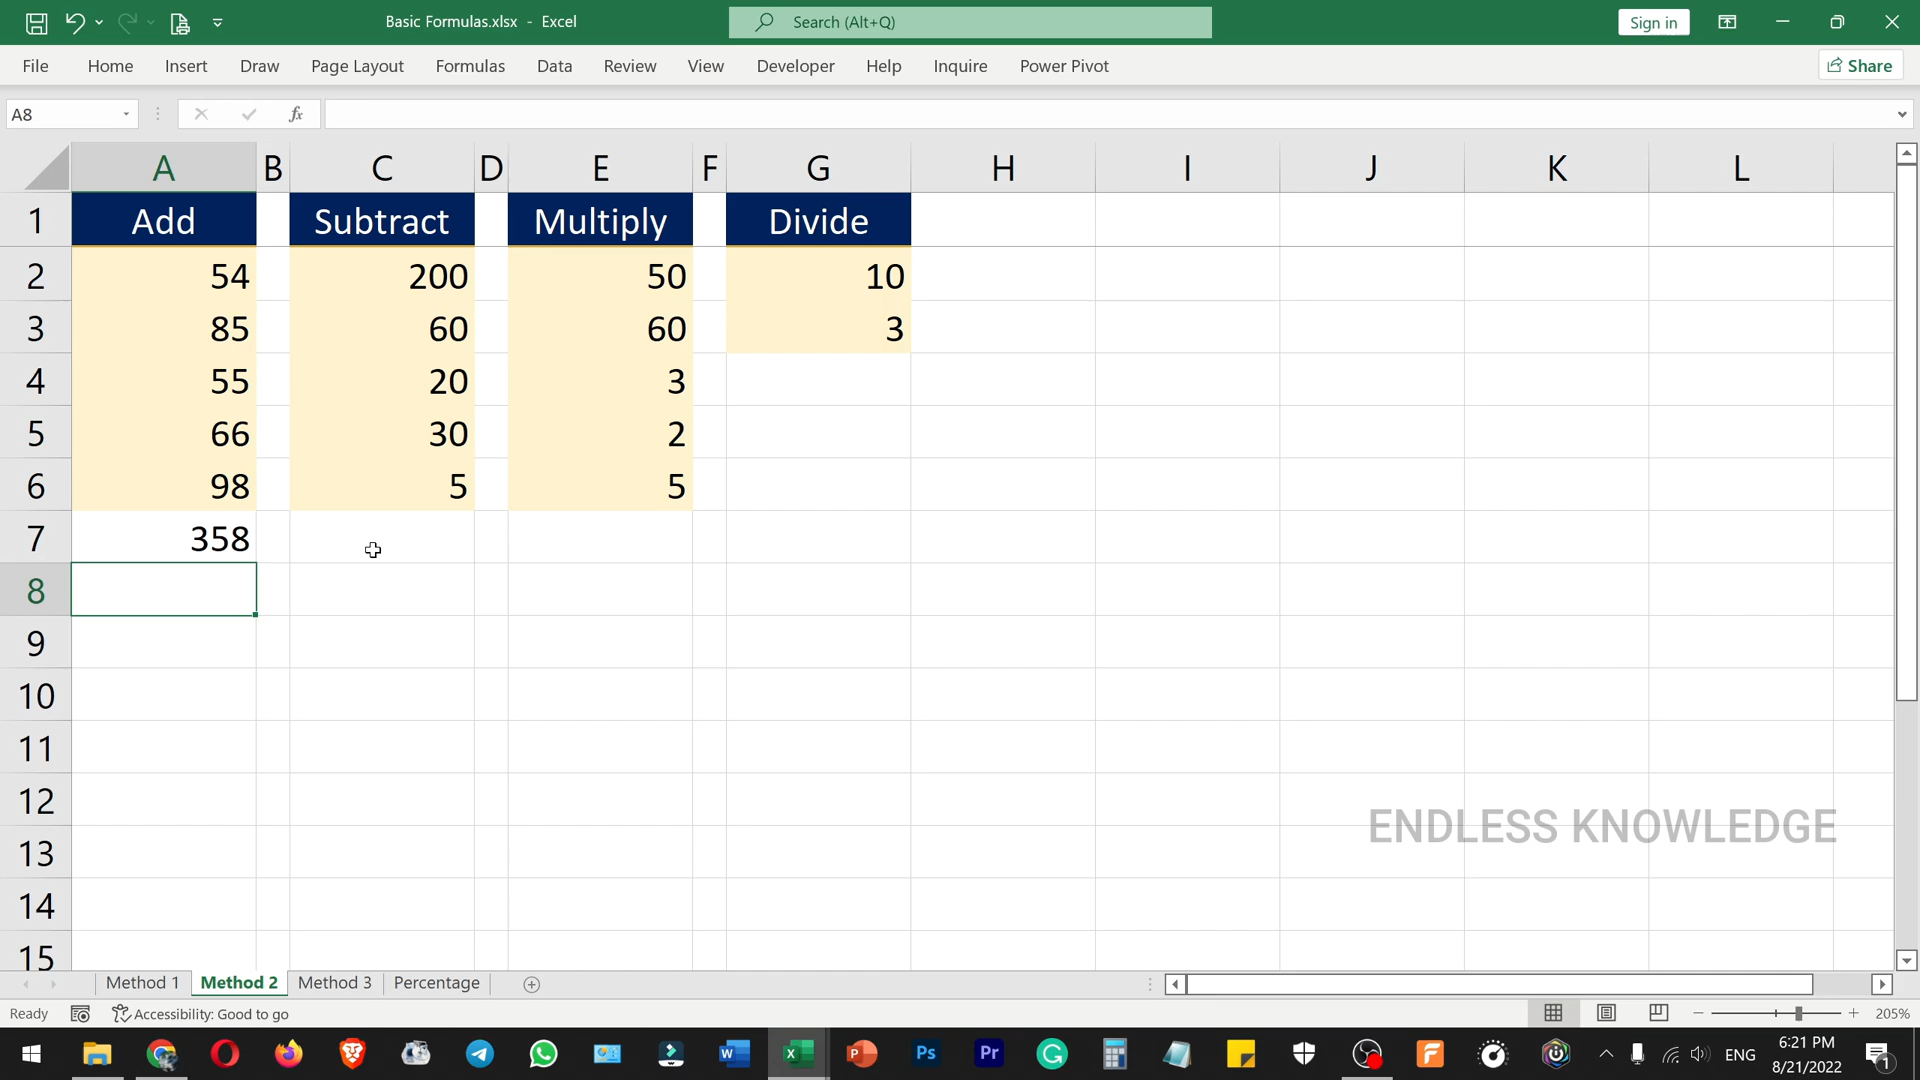 Basic Formulas.xlsx - Excel
Search (Alt+Q)
Sign in
File Home Insert Draw Page Layout Formulas Data Review View Developer Help Inquire Power Pivot
Share
A8
fx
A B C D E F G H I J K L
1 Add Subtract Multiply Divide
2 54 200 50 10
3 85 60 60 3
4 55 20 3
5 66 30 2
6 98 5 5
7 358
8
9
10
11
12
ENDLESS KNOWLEDGE
13
14
15
Method 1 Method 2 Method 3 Percentage
Ready Accessibility: Good to go
205%
ENG
6:21 PM
8/21/2022
1